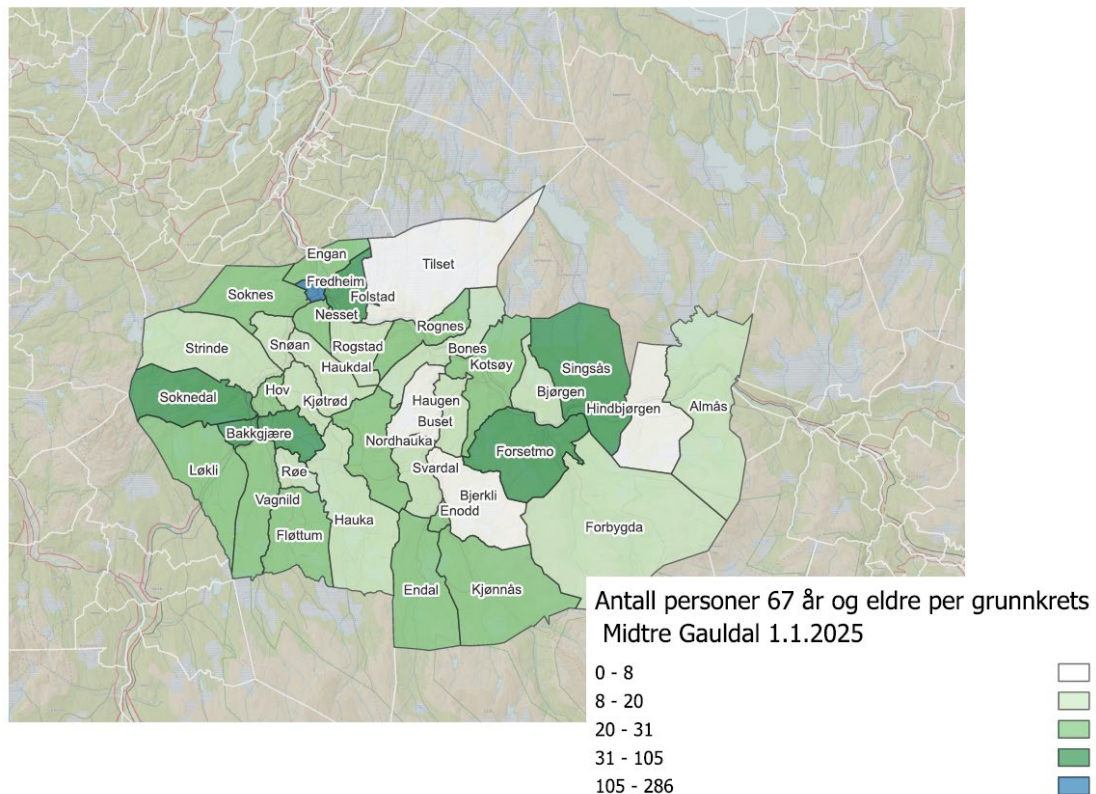 Engan
Tilset
Fredheim
Soknes
Folstad
Nesset
Rognes
Strinde
Snøan
Rogstad
Bones
Haukdal
Kotsøy
Singsås
Soknedal
Hov
Kjøtrød
Haugen
Bjørgen
Hindbjørgen
Almås
Buset
Bakkgjære
Nordhauka
Forsetmo
Løkli
Røe
Svardal
Vagnild
Bjerkli
Enodd
Hauka
Forbygda
Fløttum
Endal
Kjønnås
Antall personer 67 år og eldre per grunnkrets
Midtre Gauldal 1.1.2025
0 - 8
8 - 20
20 - 31
31 - 105
105 - 286